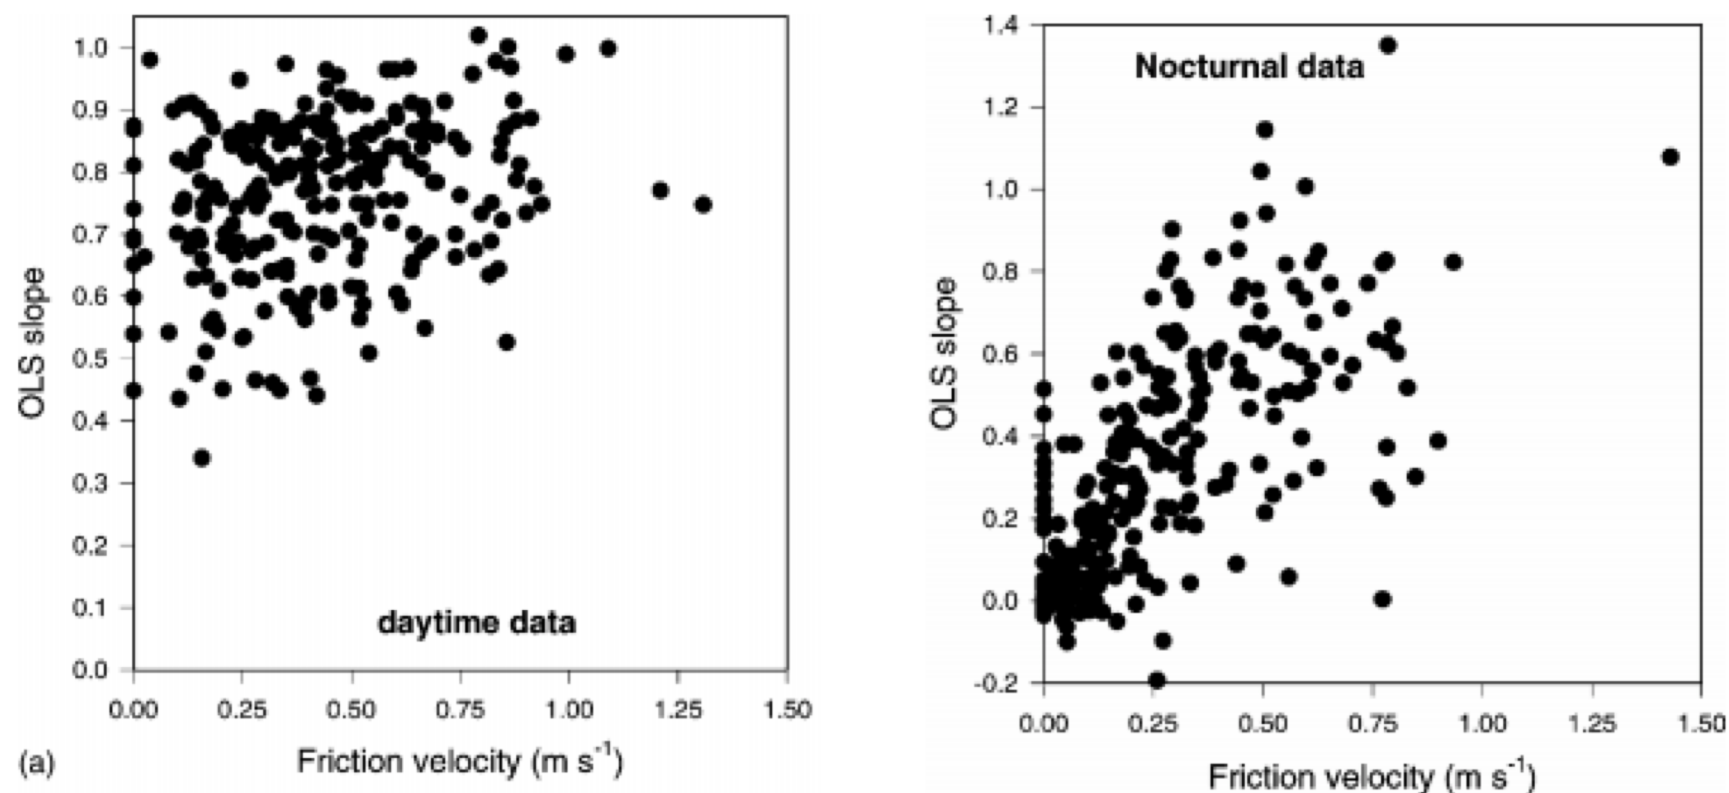 1.0
0.9
0.8
0.7
0.6
0.5
0.4
0.3
0.2
0.1
0.0
OLS slope
daytime data
0.00 0.25 0.50 0.75 1.00 1.25 1.50
Friction velocity (m s-1)
(a)
1.4
1.2
1.0
0.8
0.6
0.4
0.2
0.0
-0.2
OLS slope
Nocturnal data
0.00 0.25 0.50 0.75 1.00 1.25 1.50
Friction velocity (m s-1)